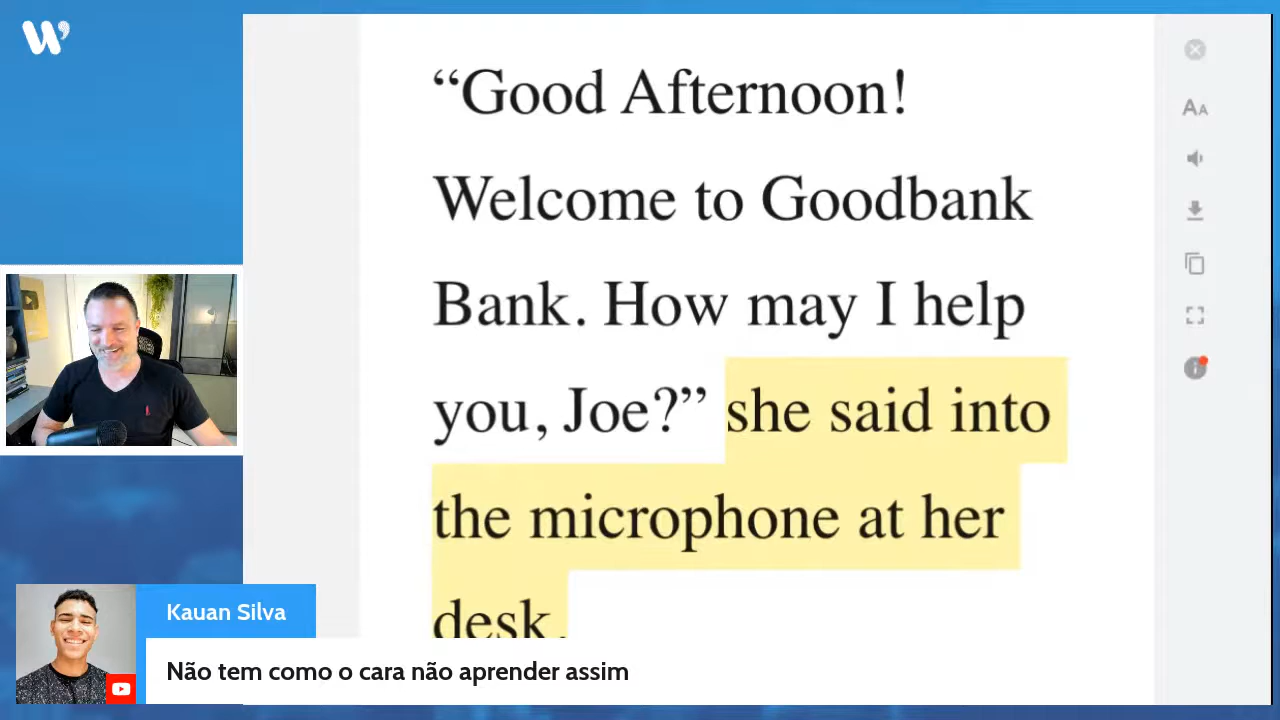 W'
“Good Afternoon!
Welcome to Goodbank
Bank. How may I help
you, Joe?” she said into
the microphone at her
desk.
AA
Kauan Silva
Não tem como o cara não aprender assim